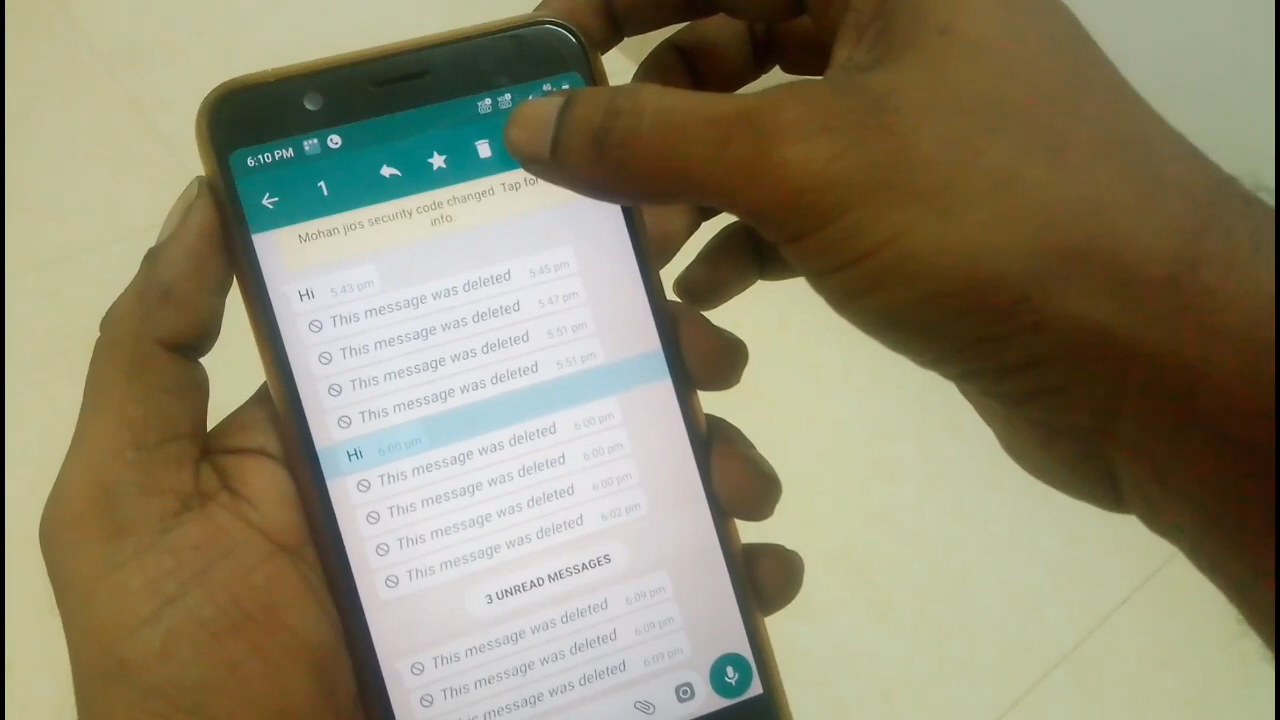 6:10 PM
1
Mohan jio's security code changed. Tap for
info.
Hi 5:43 pm
This message was deleted 5:45 pm
This message was deleted 5:47 pm
This message was deleted 5:51 pm
This message was deleted 5:51 pm
Hi 6:00 pm
This message was deleted 6:00 pm
This message was deleted 6:00 pm
This message was deleted 6:00 pm
This message was deleted 6:02 pm
3 UNREAD MESSAGES
This message was deleted 6:09 pm
This message was deleted 6:09 pm
This message was deleted 6:09 pm